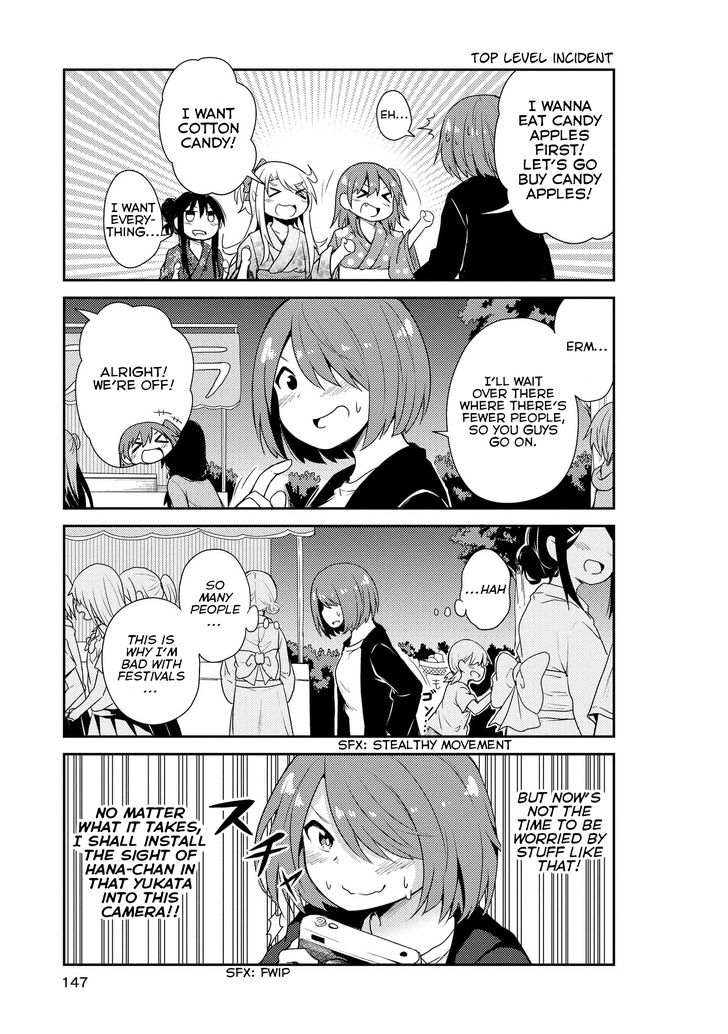 TOP LEVEL INCIDENT
I WANNA
EAT CANDY
APPLES
FIRST!
LET'S GO
BUY CANDY
APPLES!
EH...
I WANT
COTTON
CANDY!
I WANT
EVERY-
THING...
ERM...
I'LL WAIT
OVER THERE
WHERE THERE'S
FEWER PEOPLE,
SO YOU GUYS
GO ON.
ALRIGHT!
WE'RE OFF!
ラ
...HAH
SO
MANY
PEOPLE
...
THIS IS
WHY I'M
BAD WITH
FESTIVALS
...
SFX: STEALTHY MOVEMENT
BUT NOW'S
NOT THE
TIME TO BE
WORRIED BY
STUFF LIKE
THAT!
スチャ
NO MATTER
WHAT IT TAKES,
I SHALL INSTALL
THE SIGHT OF
HANA-CHAN IN
THAT YUKATA
INTO THIS
CAMERA!!
SFX: FWIP
147